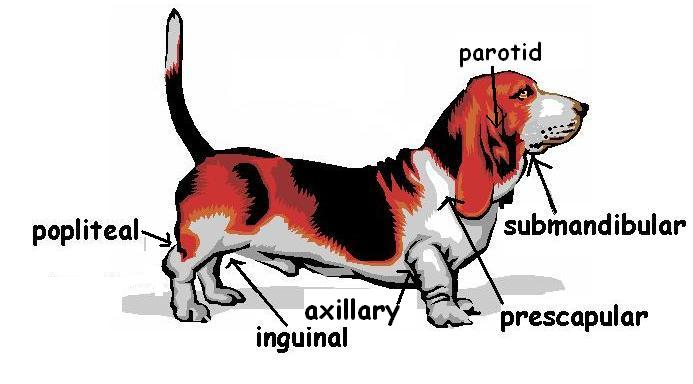 parotid
submandibular
popliteal
axillary
prescapular
inguinal